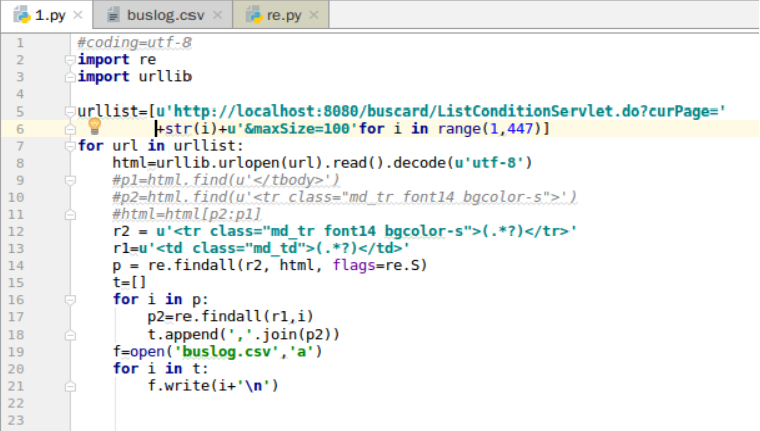 1.py × buslog.csv × re.py ×
1 #coding=utf-8
2 import re
3 import urllib
4
5 urllist=[u'http://localhost:8080/buscard/ListConditionServlet.do?curPage='
6 +str(i)+u'&maxSize=100'for i in range(1,447)]
7 for url in urllist:
8 html=urllib.urlopen(url).read().decode(u'utf-8')
9 #p1=html.find(u'</tbody>')
10 #p2=html.find(u'<tr class="md_tr font14 bgcolor-s">')
11 #html=html[p2:p1]
12 r2 = u'<tr class="md_tr font14 bgcolor-s">(.*?)</tr>'
13 r1=u'<td class="md_td">(.*?)</td>'
14 p = re.findall(r2, html, flags=re.S)
15 t=[]
16 for i in p:
17 p2=re.findall(r1,i)
18 t.append(','.join(p2))
19 f=open('buslog.csv','a')
20 for i in t:
21 f.write(i+'\n')
22
23